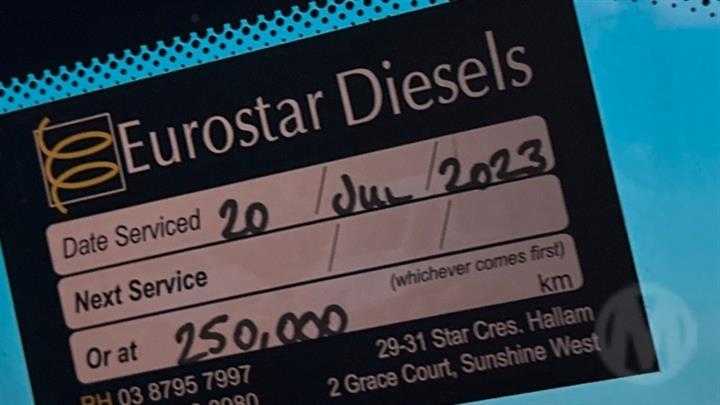 Eurostar Diesels
Date Serviced 20 / JUL / 2023
Next Service / /
(whichever comes first)
Or at 250,000 km
29-31 Star Cres. Hallam
PH 03 8795 7997
2 Grace Court, Sunshine West